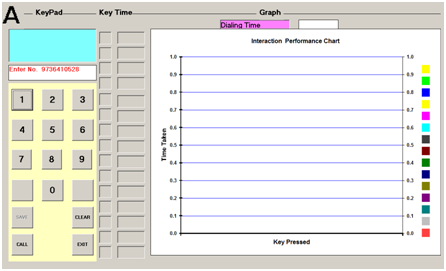 A
KeyPad Key Time Graph
Dialing Time
Enter No. 9736410528
1 2 3
4 5 6
7 8 9
0
SAVE CLEAR
CALL EXIT
Interaction Performance Chart
Time Taken
1.0 1.0
0.9 0.9
0.8 0.8
0.7 0.7
0.6 0.6
0.5 0.5
0.4 0.4
0.3 0.3
0.2 0.2
0.1 0.1
0.0 0.0
Key Pressed